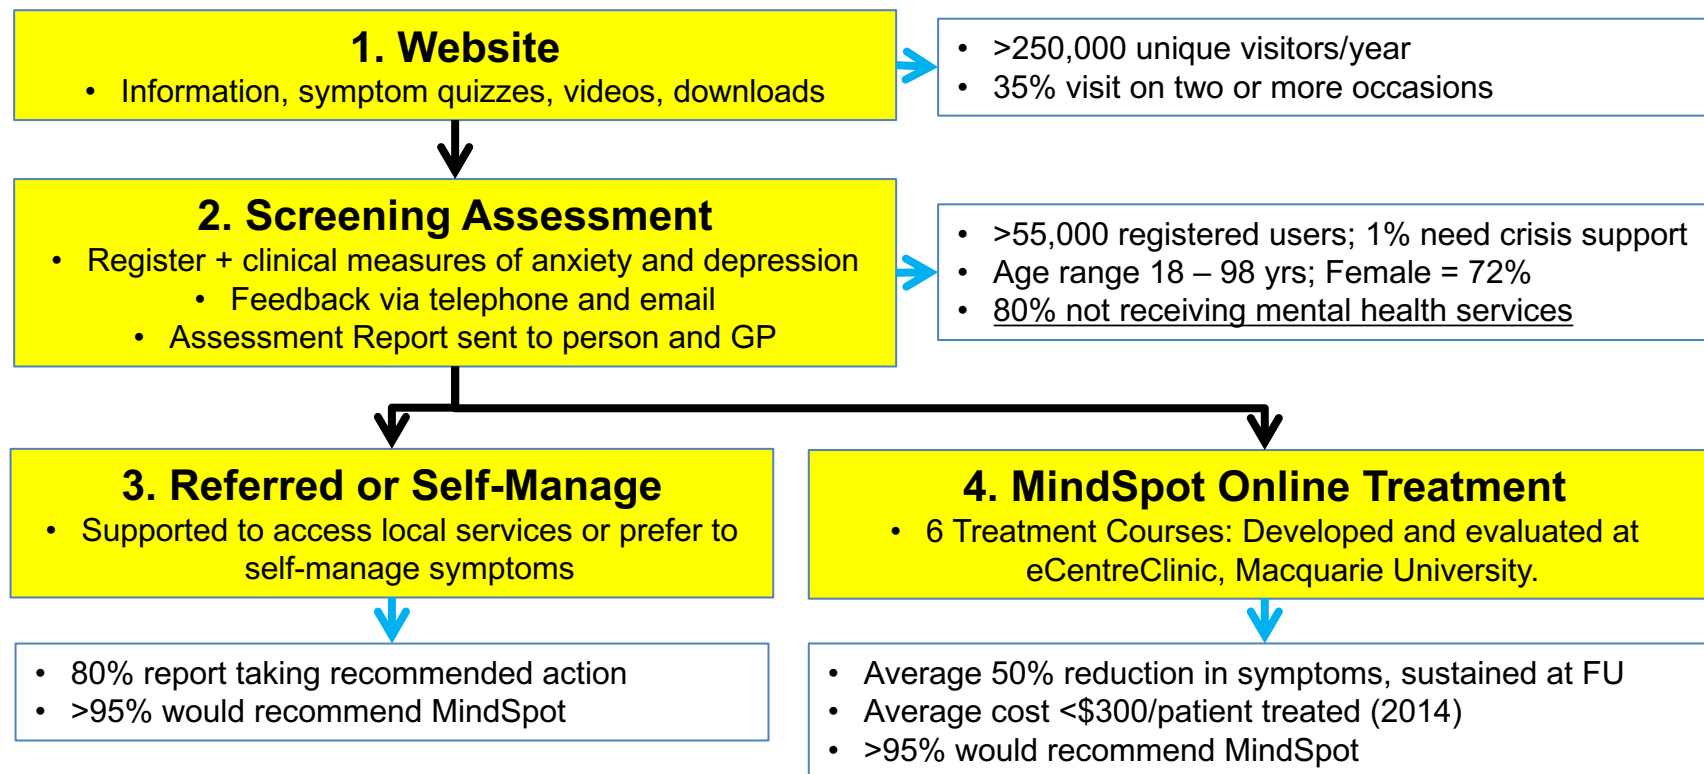 1. Website
• Information, symptom quizzes, videos, downloads
• >250,000 unique visitors/year
• 35% visit on two or more occasions
2. Screening Assessment
• Register + clinical measures of anxiety and depression
• Feedback via telephone and email
• Assessment Report sent to person and GP
• >55,000 registered users; 1% need crisis support
• Age range 18 – 98 yrs; Female = 72%
• 80% not receiving mental health services
3. Referred or Self-Manage
• Supported to access local services or prefer to
self-manage symptoms
4. MindSpot Online Treatment
• 6 Treatment Courses: Developed and evaluated at
eCentreClinic, Macquarie University.
• 80% report taking recommended action
• >95% would recommend MindSpot
• Average 50% reduction in symptoms, sustained at FU
• Average cost <$300/patient treated (2014)
• >95% would recommend MindSpot